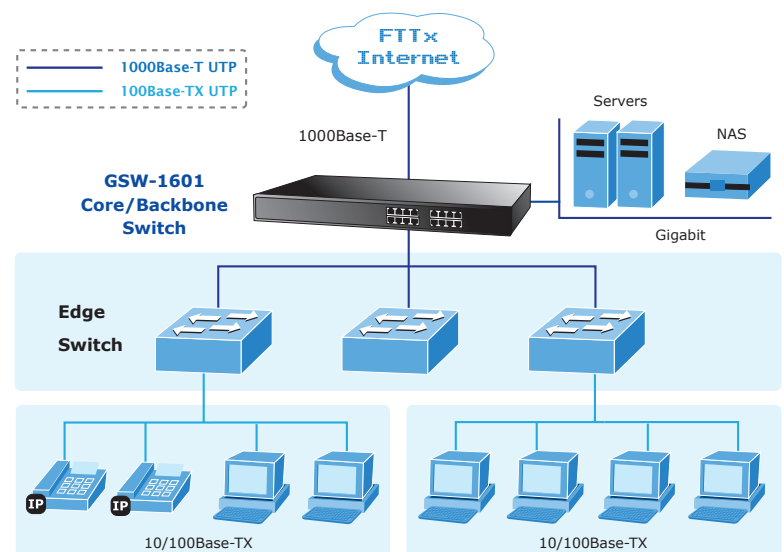 FTTx
Internet
1000Base-T UTP
100Base-TX UTP
Servers
NAS
1000Base-T
GSW-1601
Core/Backbone
Switch
Gigabit
Edge
Switch
IP
IP
10/100Base-TX
10/100Base-TX